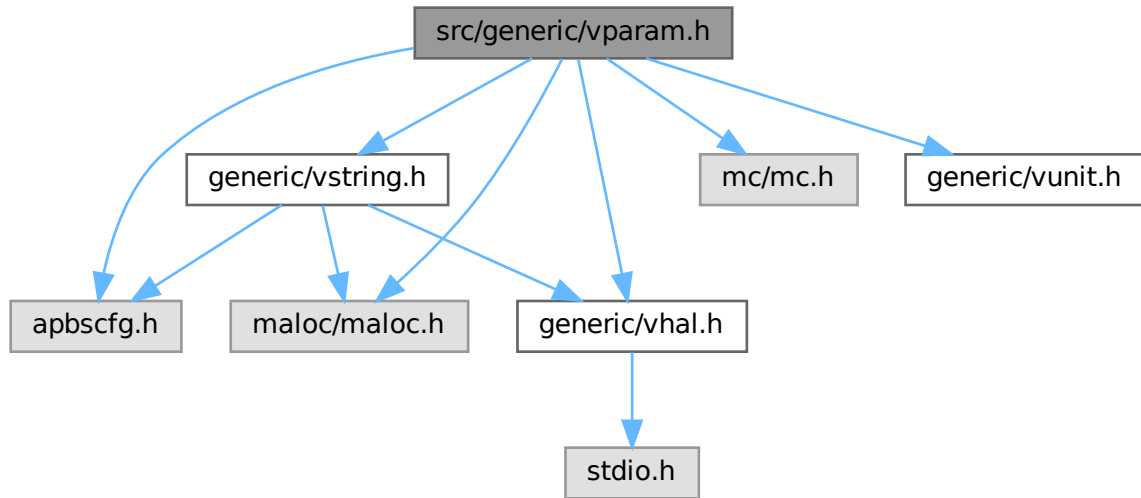 src/generic/vparam.h
generic/vstring.h
mc/mc.h
generic/vunit.h
apbscfg.h
maloc/maloc.h
generic/vhal.h
stdio.h